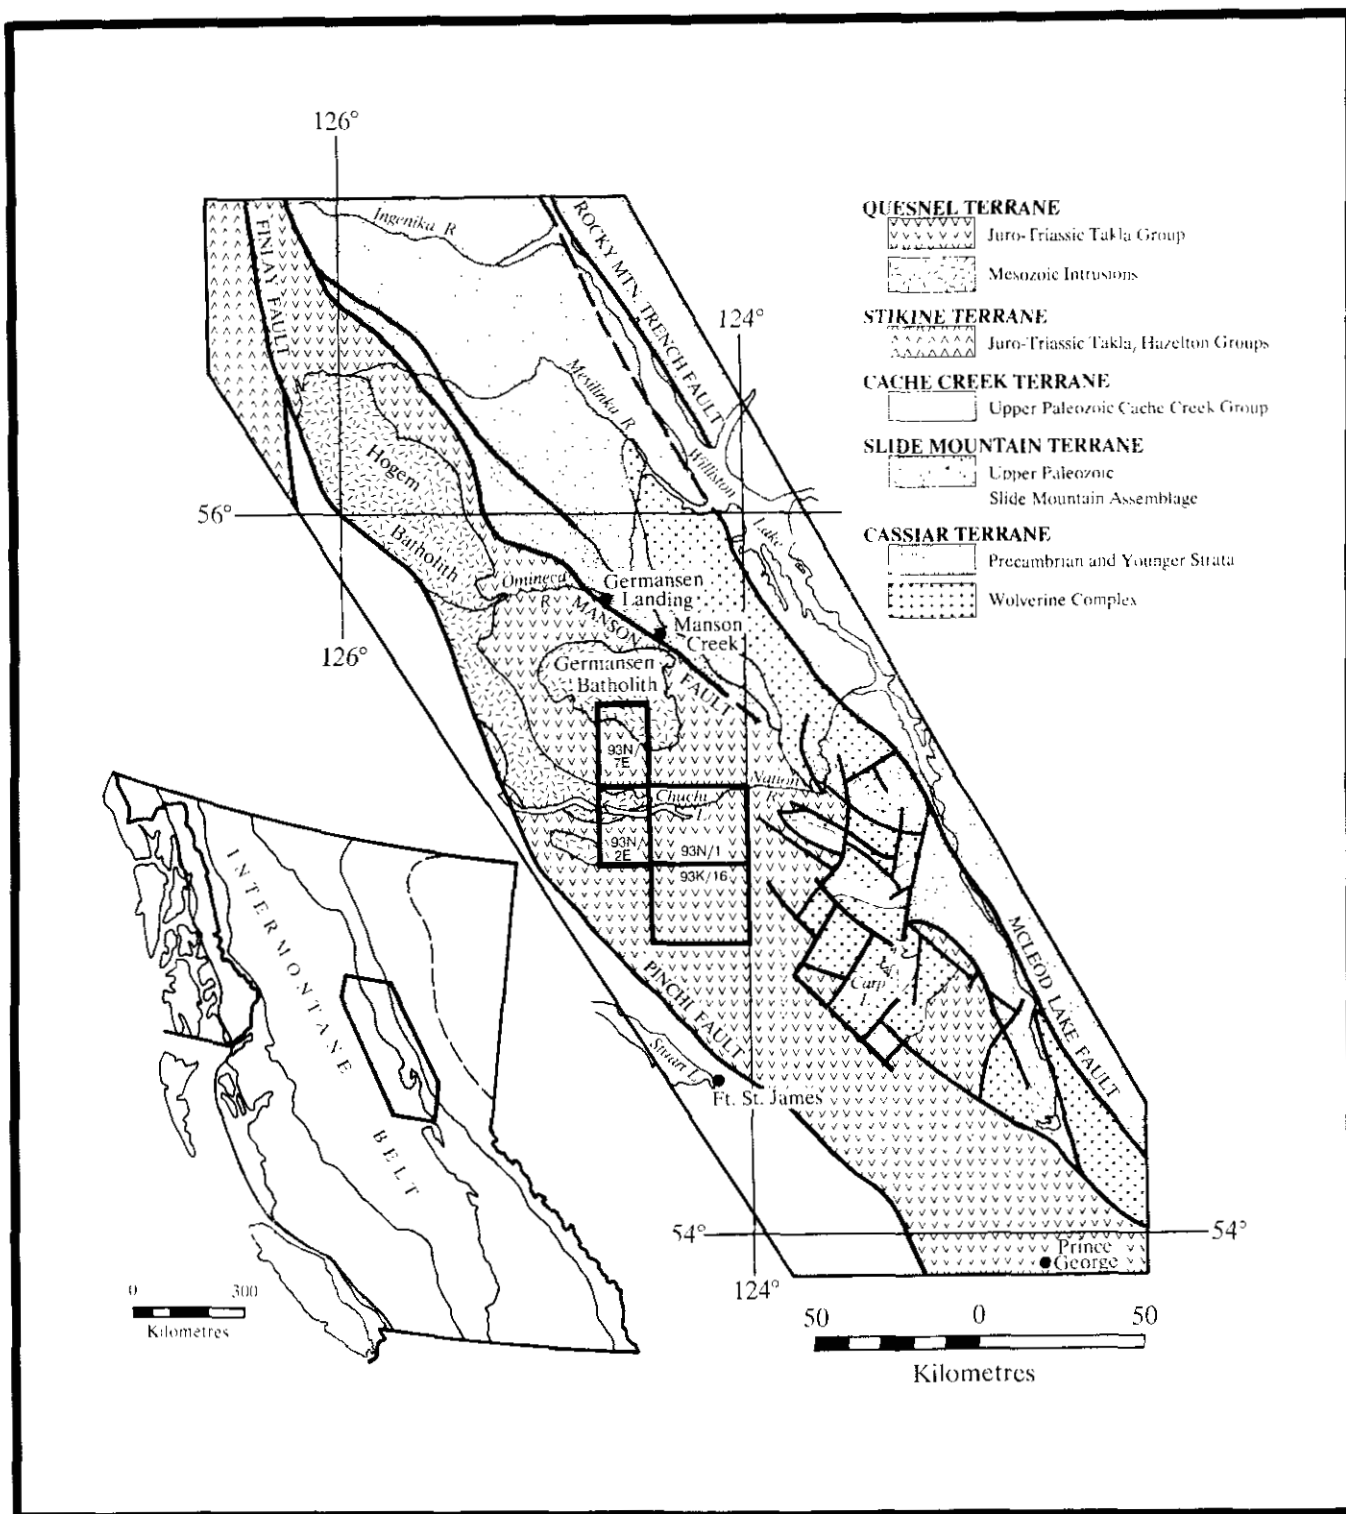 126°
Ingenika R
ROCKY MTN. TRENCH FAULT
FINLAY FAULT
124°
Mesilinka R
Hogem
Batholith
Williston
Lake
56°
Omineca
R
Germansen
Landing
MANSON
FAULT
Manson
Creek
126°
Germansen
Batholith
93N/
7E
Nation
R
Chuchi
L
93N/
2E
93N/1
93K/16
Carp
L
MCLEOD LAKE FAULT
PINCHI FAULT
Stuart L
Ft. St. James
54°
54°
Prince
George
124°
QUESNEL TERRANE
Juro-Triassic Takla Group
Mesozoic Intrusions
STIKINE TERRANE
Juro-Triassic Takla, Hazelton Groups
CACHE CREEK TERRANE
Upper Paleozoic Cache Creek Group
SLIDE MOUNTAIN TERRANE
Upper Paleozoic
Slide Mountain Assemblage
CASSIAR TERRANE
Precambrian and Younger Strata
Wolverine Complex
INTERMONTANE
BELT
0 300
Kilometres
50 0 50
Kilometres